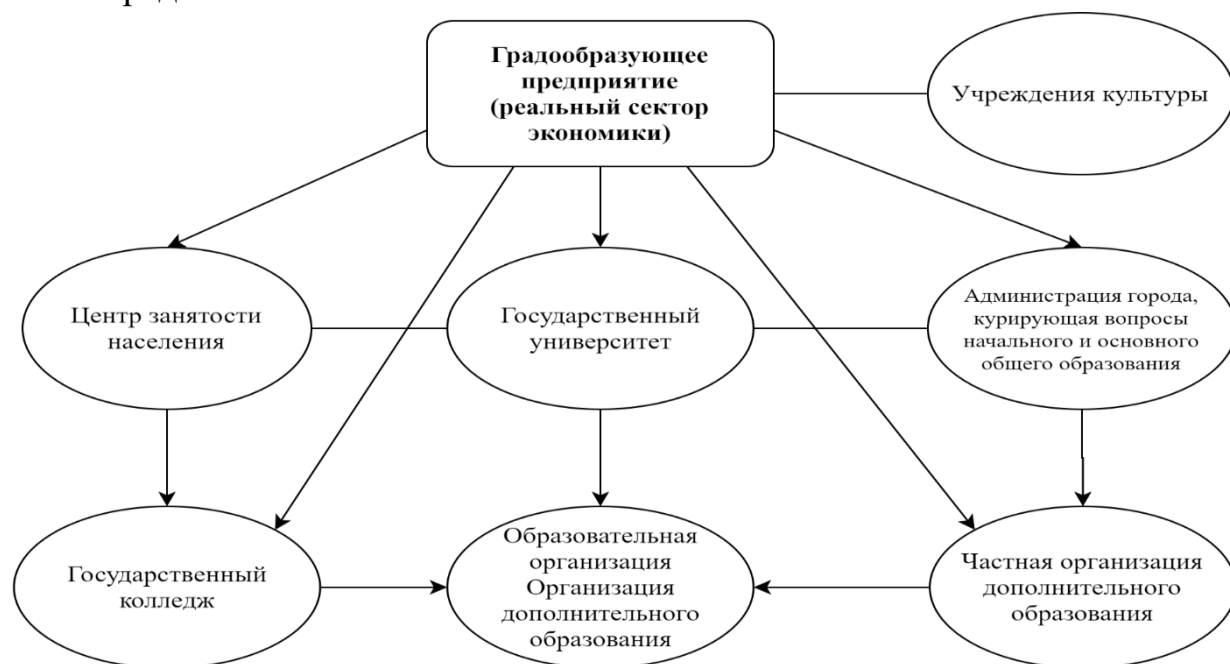 Градообразующее
предприятие
(реальный сектор
экономики)
Учреждения культуры
Центр занятости
населения
Государственный
университет
Администрация города,
курирующая вопросы
начального и основного
общего образования
Государственный
колледж
Образовательная
организация
Организация
дополнительного
образования
Частная организация
дополнительного
образования